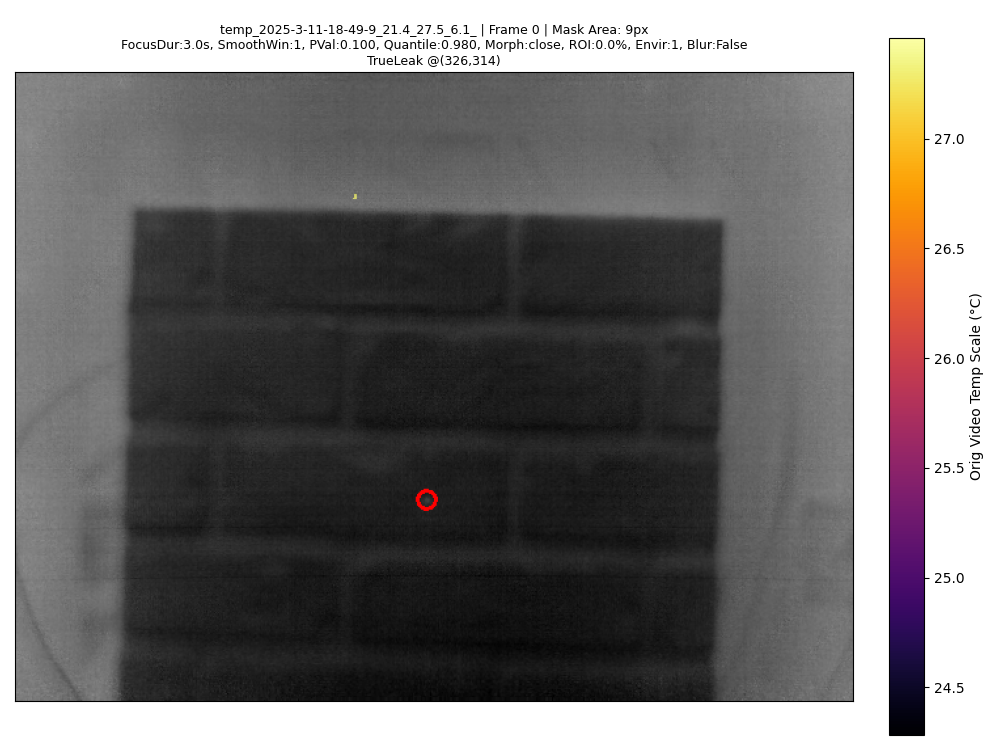 temp_2025-3-11-18-49-9_21.4_27.5_6.1_ | Frame 0 | Mask Area: 9px
FocusDur:3.0s, SmoothWin:1, PVal:0.100, Quantile:0.980, Morph:close, ROI:0.0%, Envir:1, Blur:False
TrueLeak @(326,314)
27.0
26.5
26.0
25.5
25.0
24.5
Orig Video Temp Scale (°C)